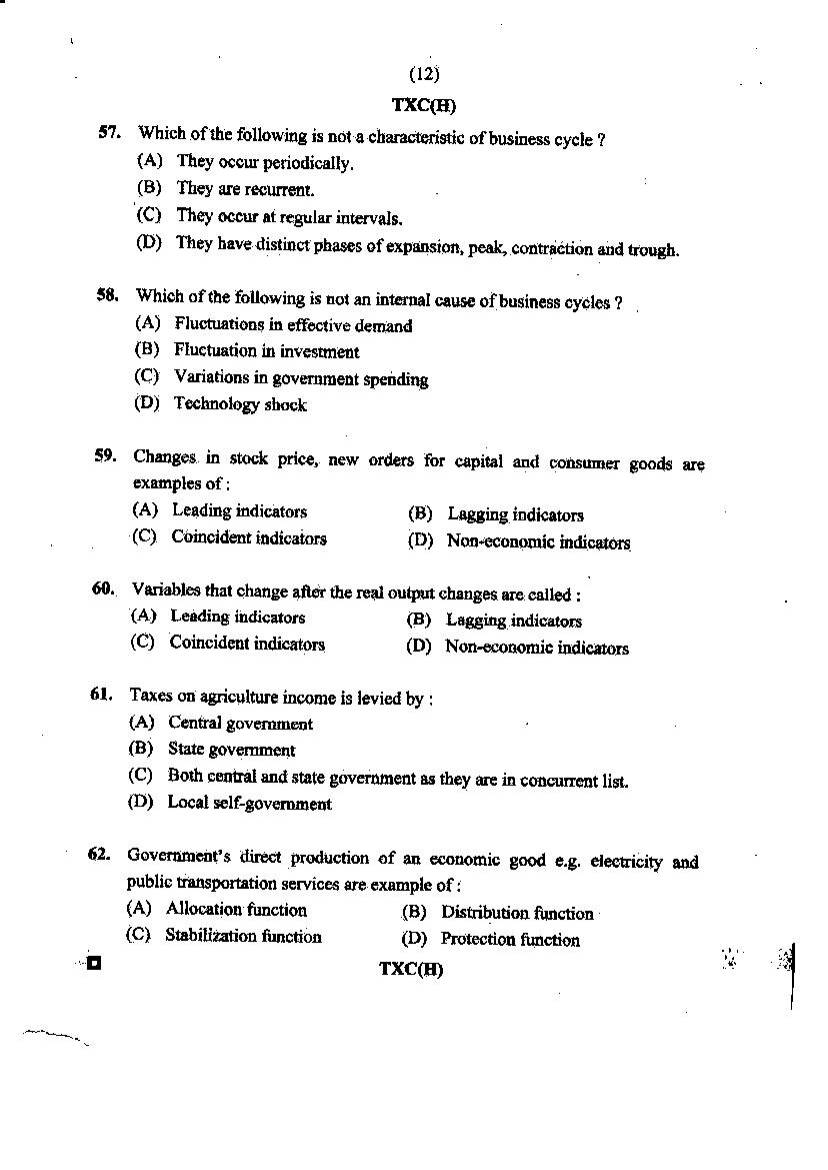 (12)
TXC(H)
57. Which of the following is not a characteristic of business cycle ?
(A) They occur periodically.
(B) They are recurrent.
(C) They occur at regular intervals.
(D) They have distinct phases of expansion, peak, contraction and trough.
58. Which of the following is not an internal cause of business cycles ?
(A) Fluctuations in effective demand
(B) Fluctuation in investment
(C) Variations in government spending
(D) Technology shock
59. Changes in stock price, new orders for capital and consumer goods are
examples of :
(A) Leading indicators (B) Lagging indicators
(C) Coincident indicators (D) Non-economic indicators
60. Variables that change after the real output changes are called :
(A) Leading indicators (B) Lagging indicators
(C) Coincident indicators (D) Non-economic indicators
61. Taxes on agriculture income is levied by :
(A) Central government
(B) State government
(C) Both central and state government as they are in concurrent list.
(D) Local self-government
62. Government's direct production of an economic good e.g. electricity and
public transportation services are example of :
(A) Allocation function (B) Distribution function
(C) Stabilization function (D) Protection function
TXC(H)